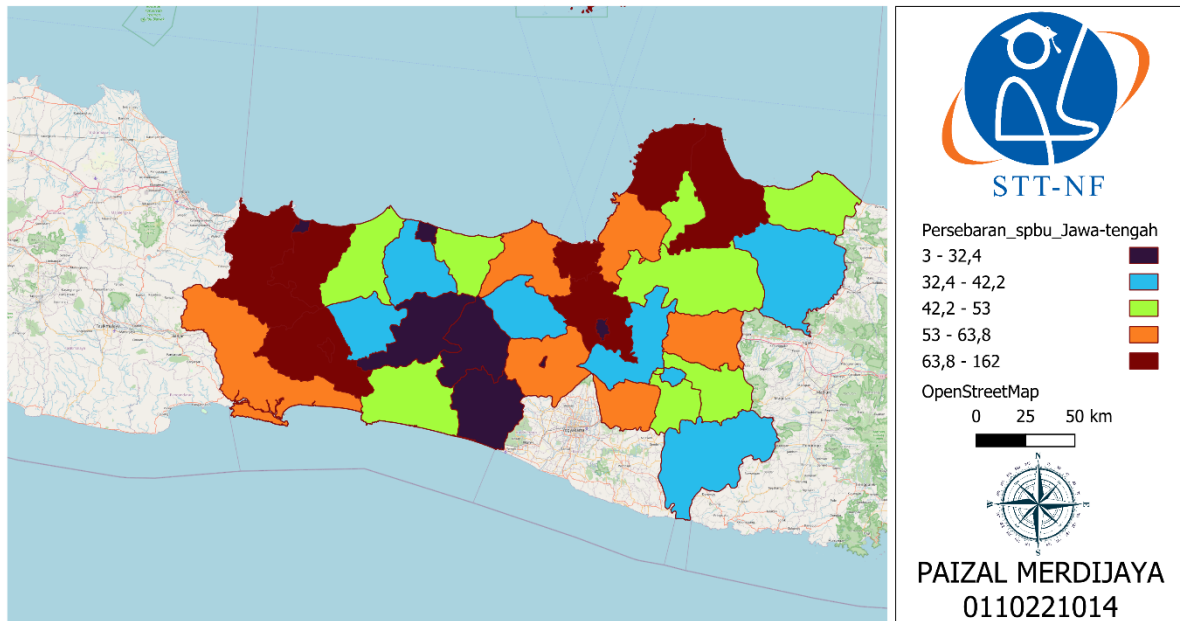 STT-NF
Persebaran_spbu_Jawa-tengah
3 - 32,4
32,4 - 42,2
42,2 - 53
53 - 63,8
63,8 - 162
OpenStreetMap
0 25 50 km
N
W E
S
PAIZAL MERDIJAYA
0110221014